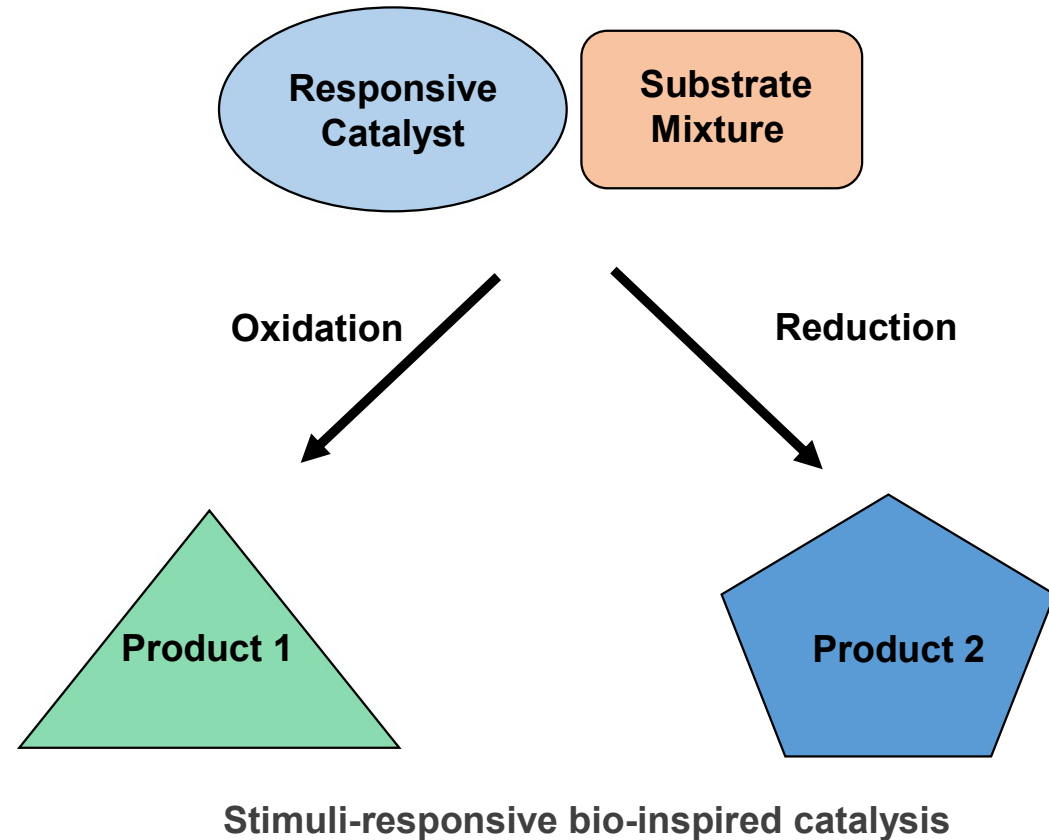 Responsive
Catalyst
Substrate
Mixture
Oxidation
Reduction
Product 1
Product 2
Stimuli-responsive bio-inspired catalysis